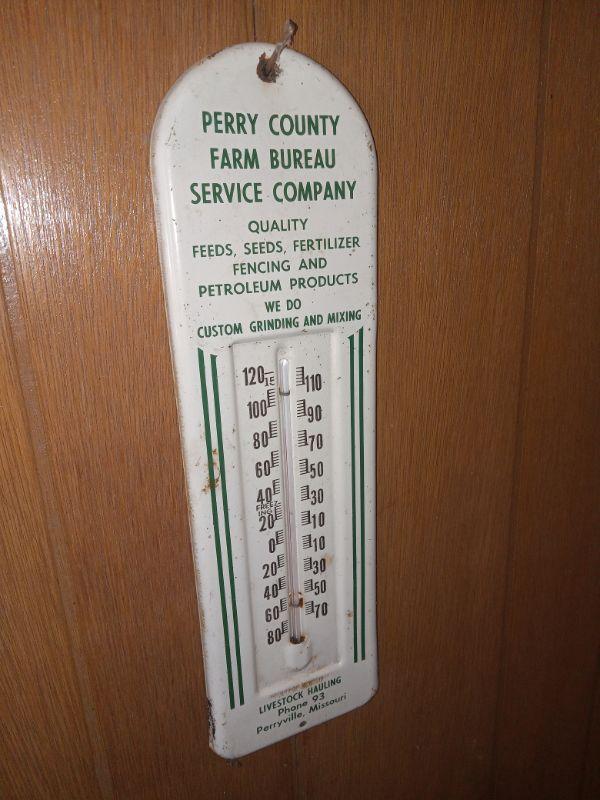 PERRY COUNTY
FARM BUREAU
SERVICE COMPANY
QUALITY
FEEDS, SEEDS, FERTILIZER
FENCING AND
PETROLEUM PRODUCTS
WE DO
CUSTOM GRINDING AND MIXING
120 110
100 90
80 70
60 50
40 30
FREEZ
ING
20 10
0 10
20 30
40 50
60 70
80
LIVESTOCK HAULING
Phone 93
Perryville, Missouri